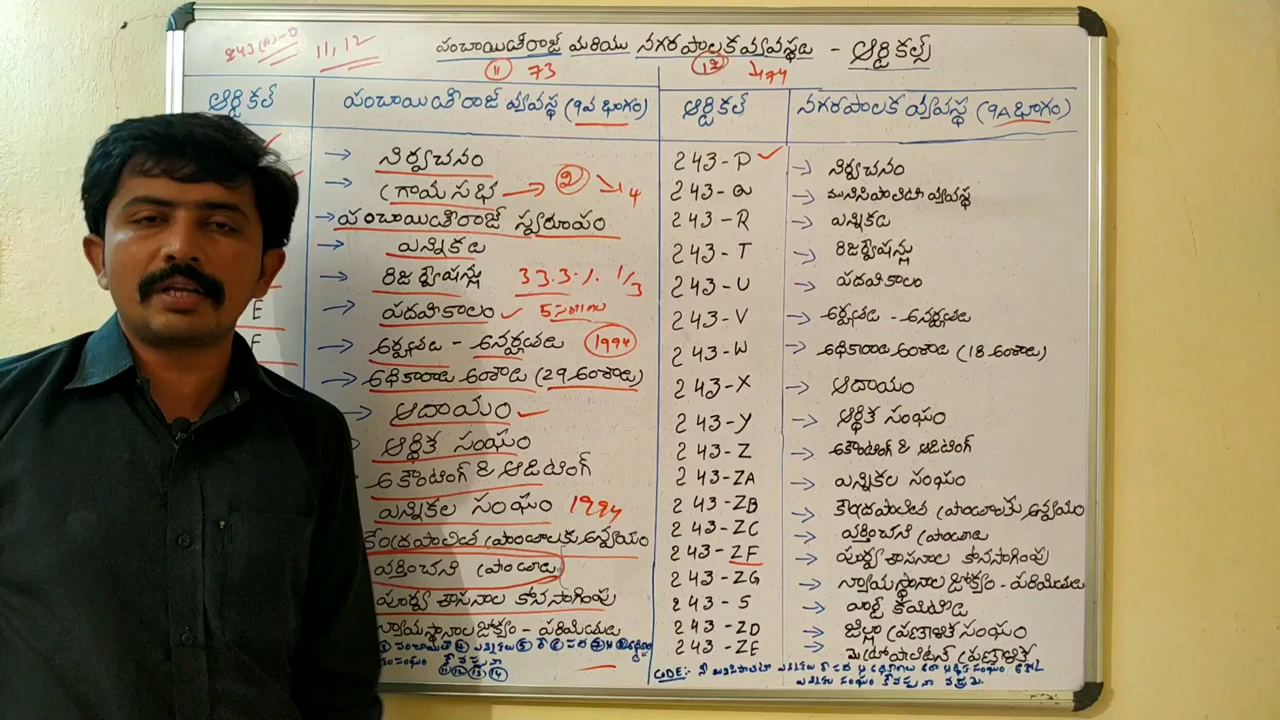 243(A)-O 11, 12
పంచాయితీరాజ్ మరియు నగరపాలక వ్యవస్థల - ఆర్టికల్స్
11 73 12 74
ఆర్టికల్ పంచాయితీరాజ్ వ్యవస్థ (9వ భాగం) ఆర్టికల్ నగరపాలక వ్యవస్థ (9A భాగం)
→ నిర్వచనం 243-P → నిర్వచనం
→ గ్రామసభ → 2 → 4 243-Q → మునిసిపాలిటీ వ్యవస్థ
→ పంచాయితీరాజ్ స్వరూపం 243-R → ఎన్నికలు
→ ఎన్నికలు 243-T → రిజర్వేషన్లు
→ రిజర్వేషన్లు 33.3% 1/3 243-U → పదవికాలం
E → పదవికాలం 5 243-V → అర్హతలు - అనర్హతలు
F → అర్హతలు - అనర్హతలు 1994 243-W → అధికారాలు అంశాలు (18 అంశాలు)
→ అధికారాలు అంశాలు (29 అంశాలు) 243-X → ఆదాయం
→ ఆదాయం 243-Y → ఆర్థిక సంఘం
ఆర్థిక సంఘం 243-Z → అకౌంటింగ్ & ఆడిటింగ్
అకౌంటింగ్ & ఆడిటింగ్ 243-ZA → ఎన్నికల సంఘం
ఎన్నికల సంఘం 1994 243-ZB → కేంద్రపాలిత ప్రాంతాలకు అన్వయం
కేంద్రపాలిత ప్రాంతాలకు అన్వయం 243-ZC → వర్తించని ప్రాంతాలు
వర్తించని ప్రాంతాలు 243-ZF → పూర్వ శాసనాల కొనసాగింపు
పూర్వ శాసనాల కొనసాగింపు 243-ZG → న్యాయస్థానాల జోక్యం - పరిమితులు
న్యాయస్థానాల జోక్యం - పరిమితులు 243-S → వార్డ్ కమిటీలు
243-ZD → జిల్లా ప్రణాళిక సంఘం
243-ZE → మెట్రోపాలిటన్ ప్రణాళిక
CODE:-